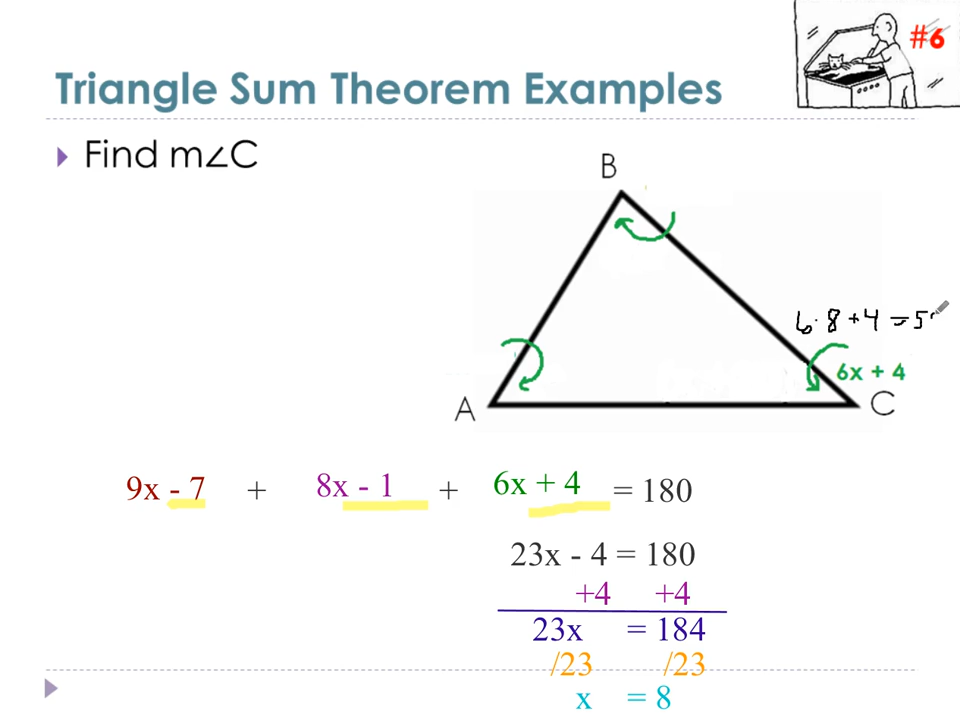 #6
Triangle Sum Theorem Examples
Find m∠C
B
6·8+4=5
6x + 4
A
C
9x - 7 + 8x - 1 + 6x + 4 = 180
23x - 4 = 180
+4 +4
23x = 184
/23 /23
x = 8